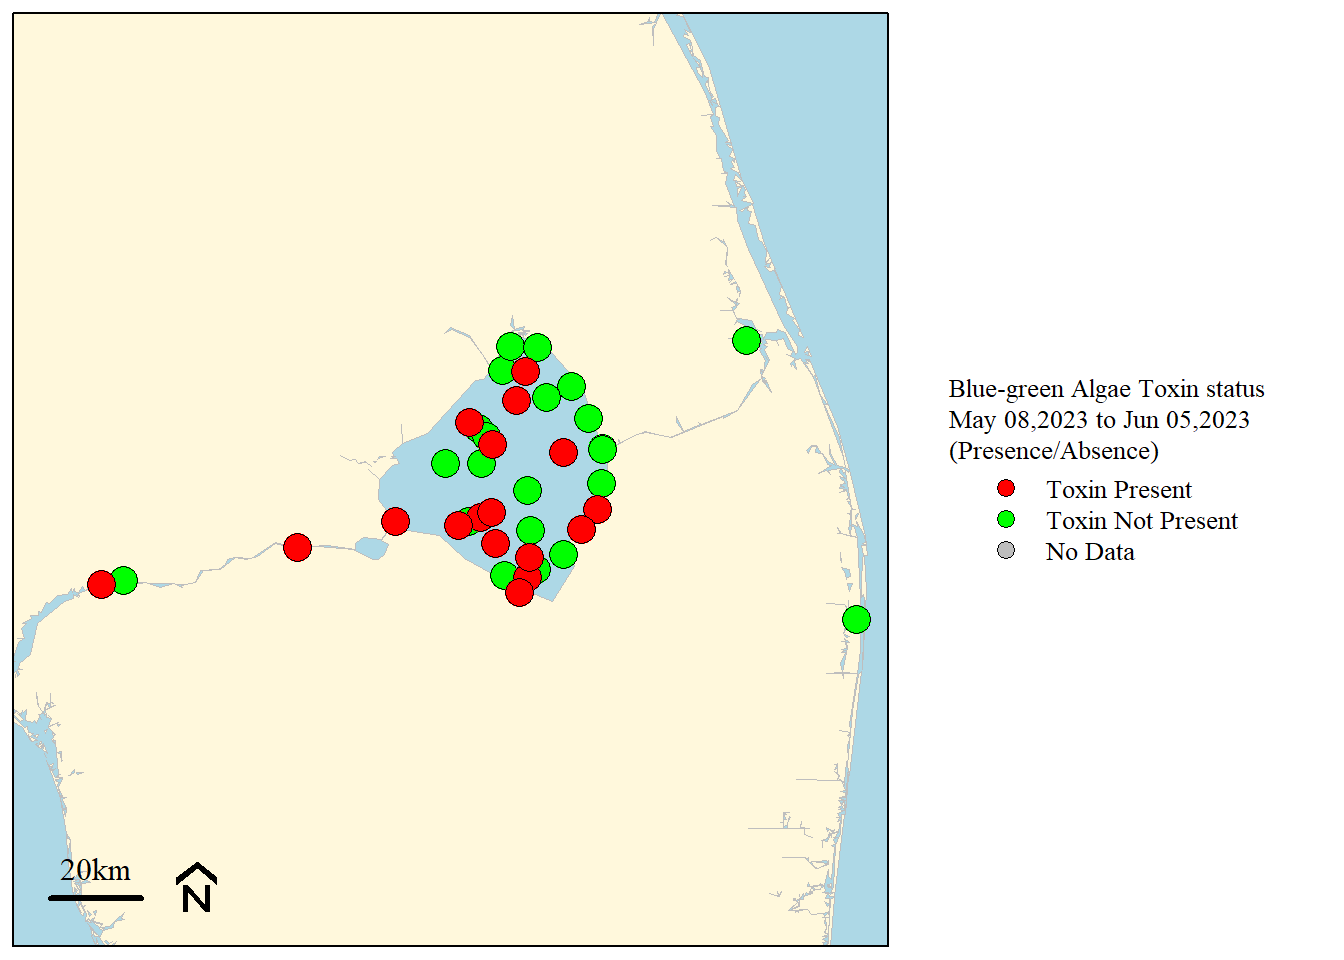 Blue-green Algae Toxin status
May 08,2023 to Jun 05,2023
(Presence/Absence)
Toxin Present
Toxin Not Present
No Data
20km
N